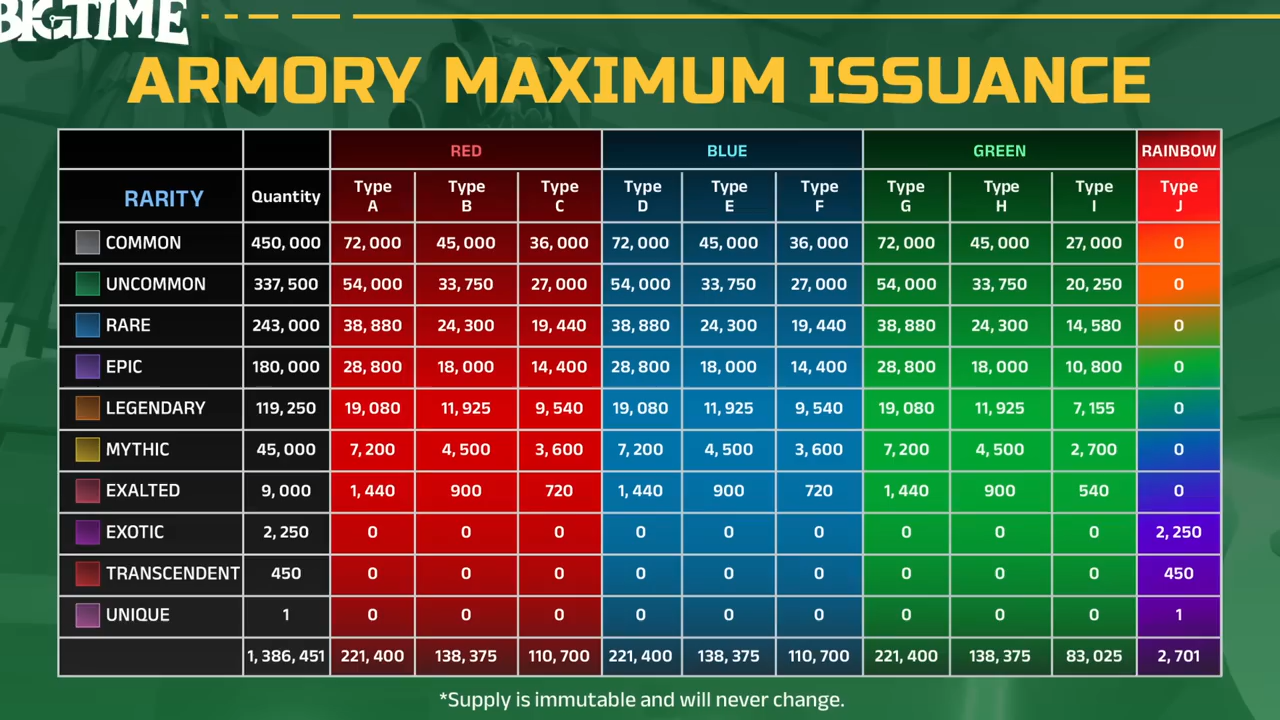 BIGTIME
ARMORY MAXIMUM ISSUANCE
RED BLUE GREEN RAINBOW
RARITY Quantity Type A Type B Type C Type D Type E Type F Type G Type H Type I Type J
COMMON 450,000 72,000 45,000 36,000 72,000 45,000 36,000 72,000 45,000 27,000 0
UNCOMMON 337,500 54,000 33,750 27,000 54,000 33,750 27,000 54,000 33,750 20,250 0
RARE 243,000 38,880 24,300 19,440 38,880 24,300 19,440 38,880 24,300 14,580 0
EPIC 180,000 28,800 18,000 14,400 28,800 18,000 14,400 28,800 18,000 10,800 0
LEGENDARY 119,250 19,080 11,925 9,540 19,080 11,925 9,540 19,080 11,925 7,155 0
MYTHIC 45,000 7,200 4,500 3,600 7,200 4,500 3,600 7,200 4,500 2,700 0
EXALTED 9,000 1,440 900 720 1,440 900 720 1,440 900 540 0
EXOTIC 2,250 0 0 0 0 0 0 0 0 0 2,250
TRANSCENDENT 450 0 0 0 0 0 0 0 0 0 450
UNIQUE 1 0 0 0 0 0 0 0 0 0 1
1,386,451 221,400 138,375 110,700 221,400 138,375 110,700 221,400 138,375 83,025 2,701
*Supply is immutable and will never change.